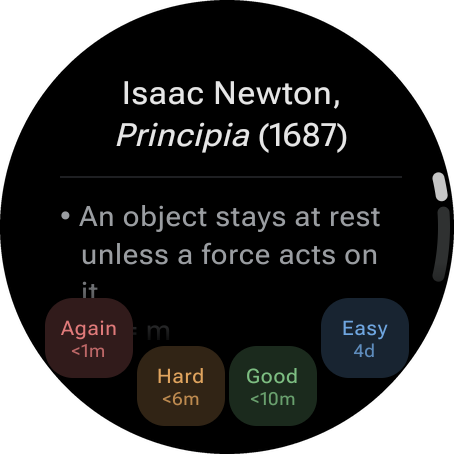 Isaac Newton,
Principia (1687)
• An object stays at rest
unless a force acts on
it
= m
Again
<1m
Hard
<6m
Good
<10m
Easy
4d